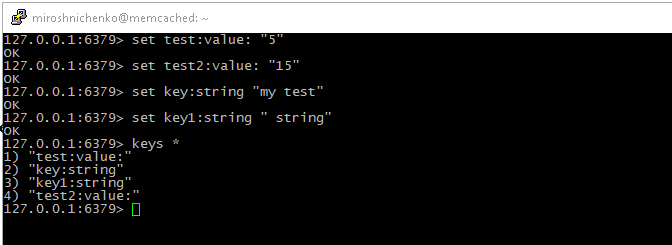 miroshnichenko@memcached: ~
127.0.0.1:6379> set test:value: "5"
OK
127.0.0.1:6379> set test2:value: "15"
OK
127.0.0.1:6379> set key:string "my test"
OK
127.0.0.1:6379> set key1:string " string"
OK
127.0.0.1:6379> keys *
1) "test:value:"
2) "key:string"
3) "key1:string"
4) "test2:value:"
127.0.0.1:6379>